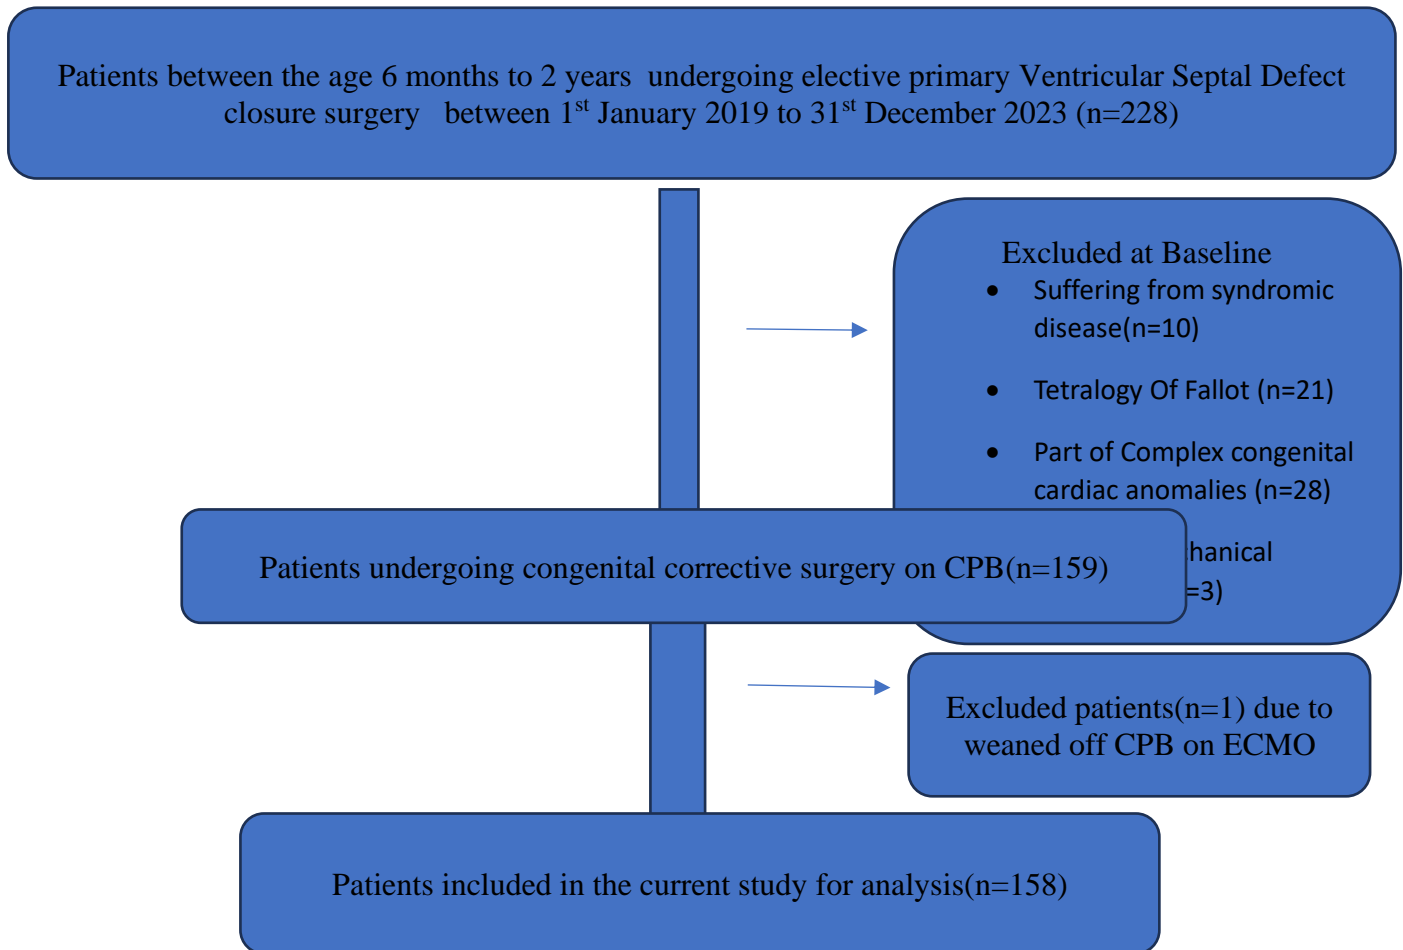 Patients between the age 6 months to 2 years undergoing elective primary Ventricular Septal Defect
closure surgery between 1st January 2019 to 31st December 2023 (n=228)
Excluded at Baseline
• Suffering from syndromic
disease(n=10)
• Tetralogy Of Fallot (n=21)
• Part of Complex congenital
cardiac anomalies (n=28)
=3)
Patients undergoing congenital corrective surgery on CPB(n=159)
Excluded patients(n=1) due to
weaned off CPB on ECMO
Patients included in the current study for analysis(n=158)